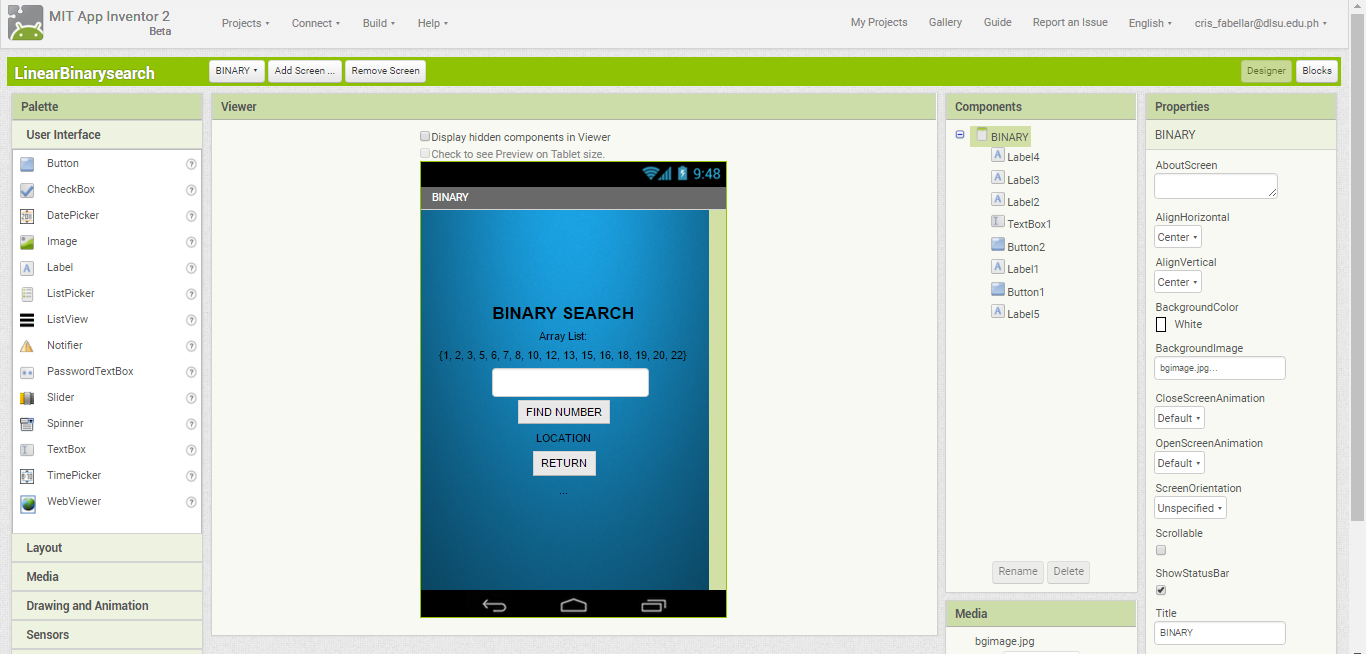 MIT App Inventor 2
Beta
Projects Connect Build Help
My Projects Gallery Guide Report an Issue English cris_fabellar@dlsu.edu.ph
LinearBinarysearch
BINARY Add Screen ... Remove Screen
Designer Blocks
Palette
User Interface
Button ?
CheckBox ?
DatePicker ?
Image ?
Label ?
ListPicker ?
ListView ?
Notifier ?
PasswordTextBox ?
Slider ?
Spinner ?
TextBox ?
TimePicker ?
WebViewer ?
Layout
Media
Drawing and Animation
Sensors
Viewer
Display hidden components in Viewer
Check to see Preview on Tablet size.
9:48
BINARY
BINARY SEARCH
Array List:
{1, 2, 3, 5, 6, 7, 8, 10, 12, 13, 15, 16, 18, 19, 20, 22}
FIND NUMBER
LOCATION
RETURN
...
Components
BINARY
Label4
Label3
Label2
TextBox1
Button2
Label1
Button1
Label5
Rename Delete
Media
bgimage.jpg
Properties
BINARY
AboutScreen
AlignHorizontal
Center
AlignVertical
Center
BackgroundColor
White
BackgroundImage
bgimage.jpg...
CloseScreenAnimation
Default
OpenScreenAnimation
Default
ScreenOrientation
Unspecified
Scrollable
ShowStatusBar
Title
BINARY